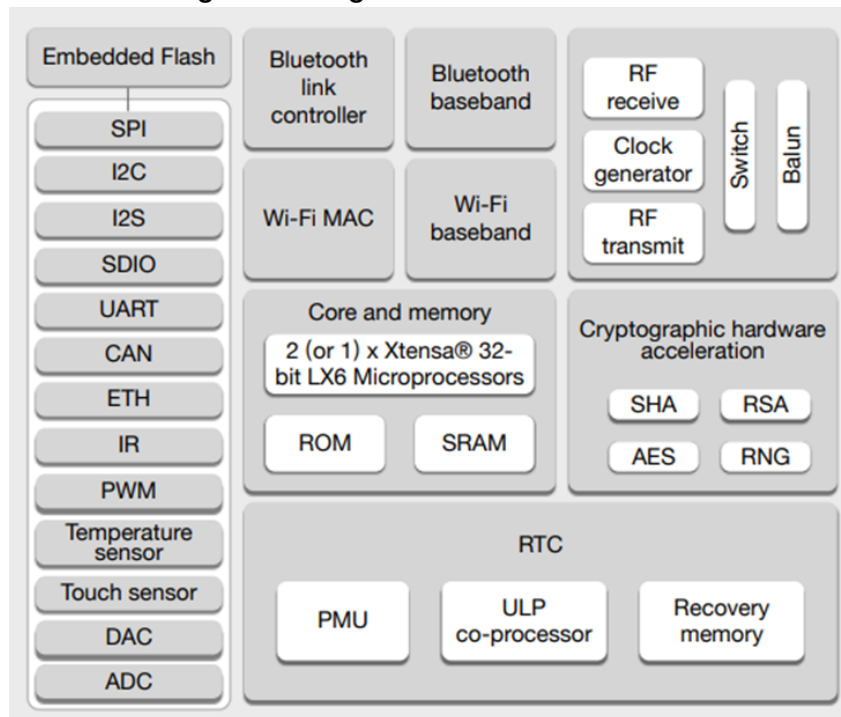 Embedded Flash
SPI
I2C
I2S
SDIO
UART
CAN
ETH
IR
PWM
Temperature
sensor
Touch sensor
DAC
ADC
Bluetooth
link
controller
Bluetooth
baseband
Wi-Fi MAC
Wi-Fi
baseband
RF
receive
Clock
generator
RF
transmit
Switch
Balun
Core and memory
2 (or 1) x Xtensa® 32-
bit LX6 Microprocessors
ROM
SRAM
Cryptographic hardware
acceleration
SHA
RSA
AES
RNG
RTC
PMU
ULP
co-processor
Recovery
memory